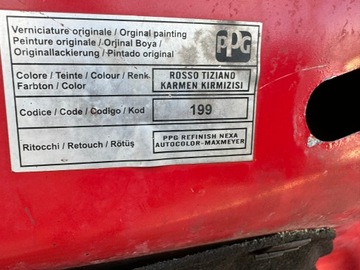 Verniciature originale / Orginal painting
Peinture originale / Orjinal Boya /
Originallackierung / Pintado original
PPG
Colore / Teinte / Colour / Renk
Farbton / Color
ROSSO TIZIANO
KARMEN KIRMIZISI
Codice / Code / Codigo / Kod
199
Ritocchi / Retouch / Rötüş
PPG REFINISH NEXA
AUTOCOLOR-MAXMEYER